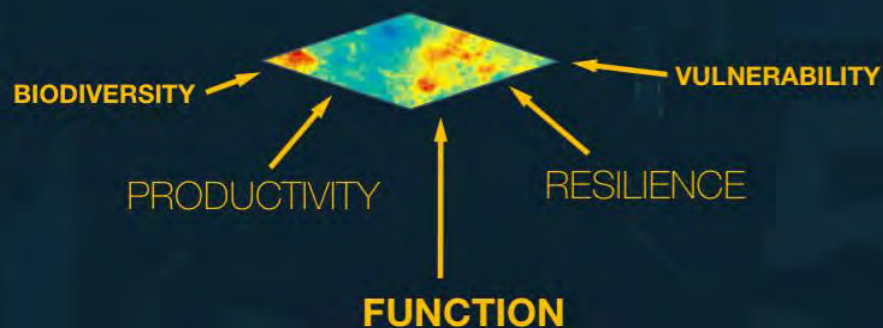 BIODIVERSITY
VULNERABILITY
PRODUCTIVITY
RESILIENCE
FUNCTION